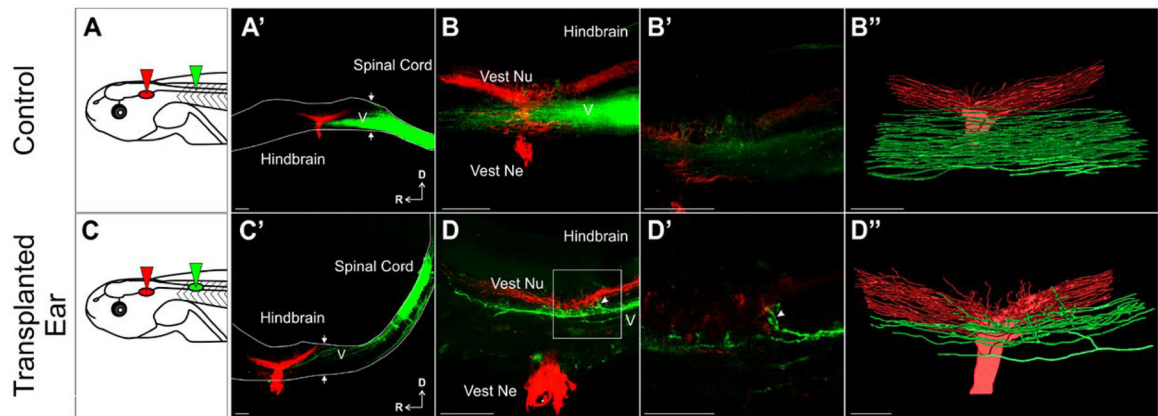 Control
A
A'
Spinal Cord
V
Hindbrain
D
R
B
Hindbrain
Vest Nu
V
Vest Ne
B'
B''
Transplanted
Ear
C
C'
Spinal Cord
Hindbrain
V
D
R
D
Hindbrain
Vest Nu
V
Vest Ne
D'
D''